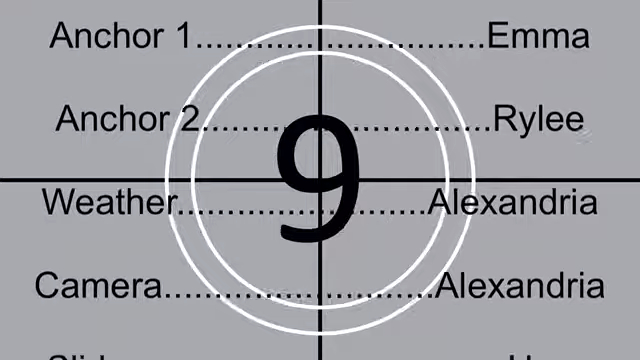 Anchor 1..............................Emma
Anchor 2..............................Rylee
9
Weather..........................Alexandria
Camera............................Alexandria